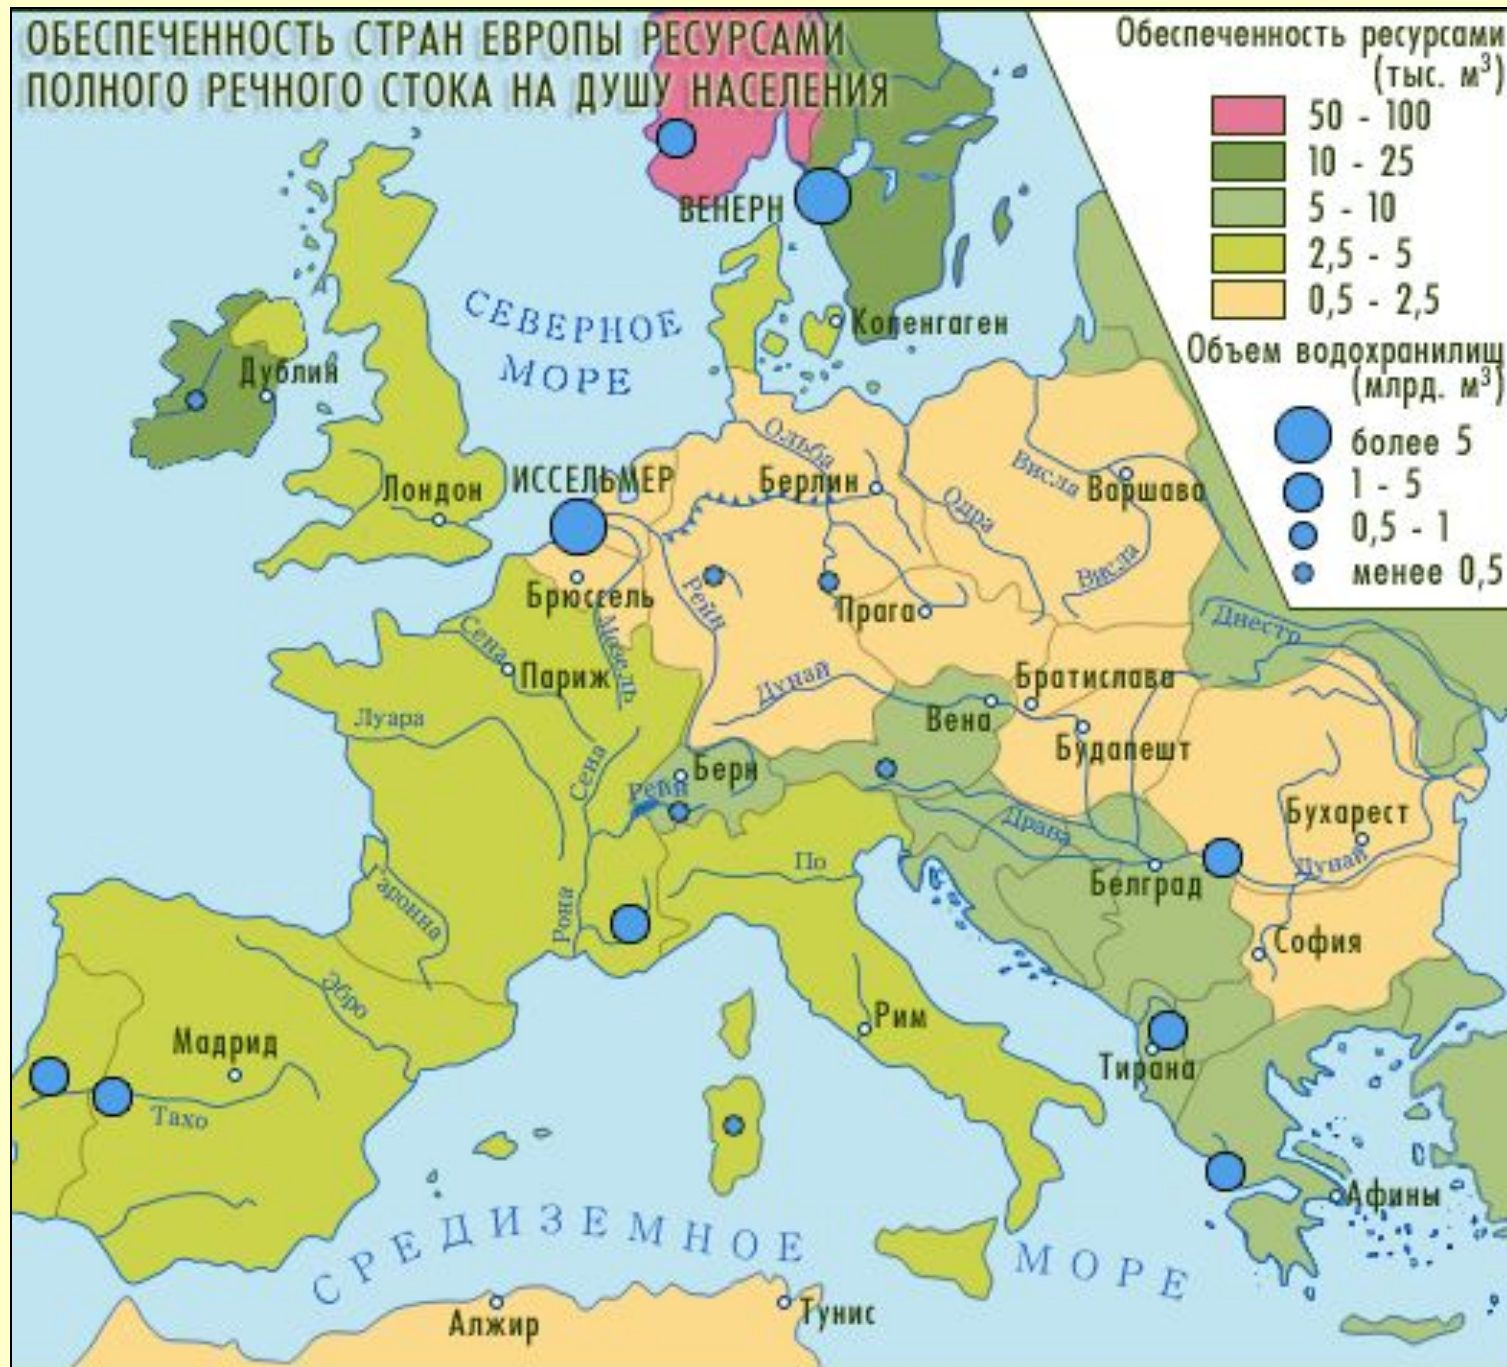 ОБЕСПЕЧЕННОСТЬ СТРАН ЕВРОПЫ РЕСУРСАМИ
ПОЛНОГО РЕЧНОГО СТОКА НА ДУШУ НАСЕЛЕНИЯ
Обеспеченность ресурсами
(тыс. м³)
50 - 100
10 - 25
5 - 10
2,5 - 5
0,5 - 2,5
Объем водохранилищ
(млрд. м³)
более 5
1 - 5
0,5 - 1
менее 0,5
ВЕНЕРН
СЕВЕРНОЕ
МОРЕ
Копенгаген
Дублин
Лондон
ИССЕЛЬМЕР
Ольба
Берлин
Висла
Варшава
Одра
Висла
Брюссель
Рейн
Прага
Днестр
Сена
Мозель
Париж
Дунай
Братислава
Вена
Будапешт
Луара
Сена
Берн
Рейн
Драва
Бухарест
По
Дунай
Белград
Гаронна
Рона
София
Эбро
Рим
Мадрид
Тирана
Тахо
Афины
СРЕДИЗЕМНОЕ МОРЕ
Алжир
Тунис